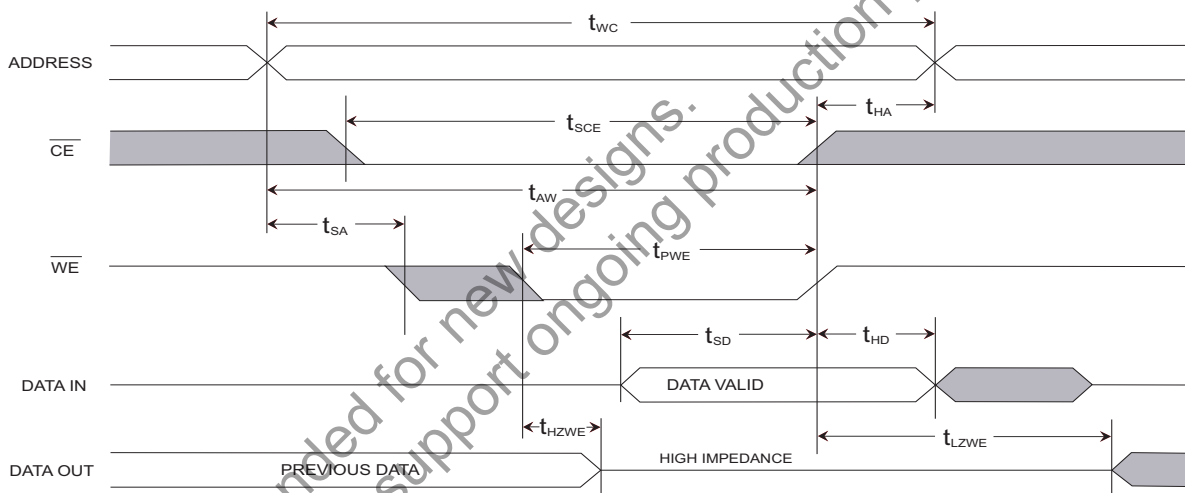 tWC
ADDRESS
tHA
tSCE
CE
tAW
tSA
tPWE
WE
tSD
tHD
DATA IN
DATA VALID
tHZWE
tLZWE
DATA OUT
PREVIOUS DATA
HIGH IMPEDANCE
for new designs.
support ongoing production